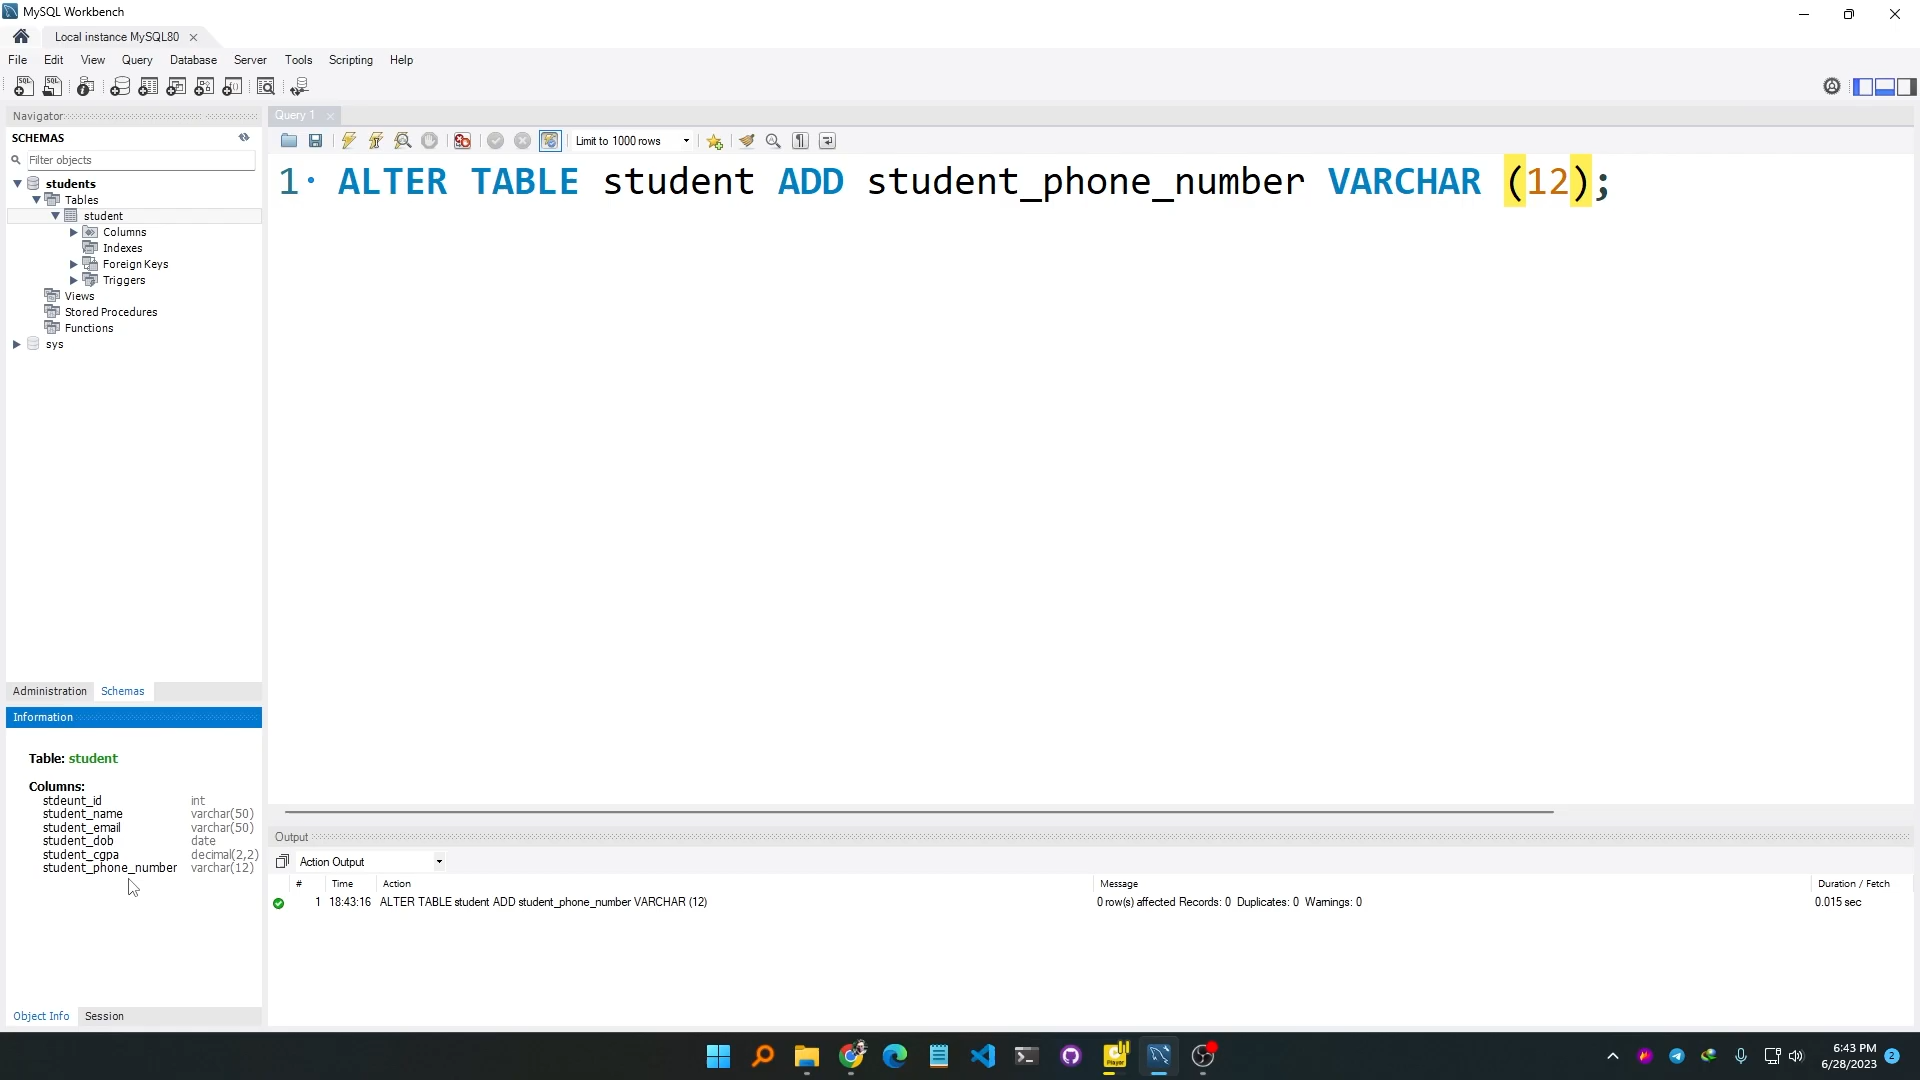 MySQL Workbench
Local instance MySQL80
File Edit View Query Database Server Tools Scripting Help
Navigator
SCHEMAS
Filter objects
students
Tables
student
Columns
Indexes
Foreign Keys
Triggers
Views
Stored Procedures
Functions
sys
Administration Schemas
Information
Table: student
Columns:
stdeunt_id int
student_name varchar(50)
student_email varchar(50)
student_dob date
student_cgpa decimal(2,2)
student_phone_number varchar(12)
Object Info Session
Query 1
Limit to 1000 rows
1 ALTER TABLE student ADD student_phone_number VARCHAR (12);
Output
Action Output
# Time Action Message Duration / Fetch
1 18:43:16 ALTER TABLE student ADD student_phone_number VARCHAR (12) 0 row(s) affected Records: 0 Duplicates: 0 Warnings: 0 0.015 sec
6:43 PM
6/28/2023
2